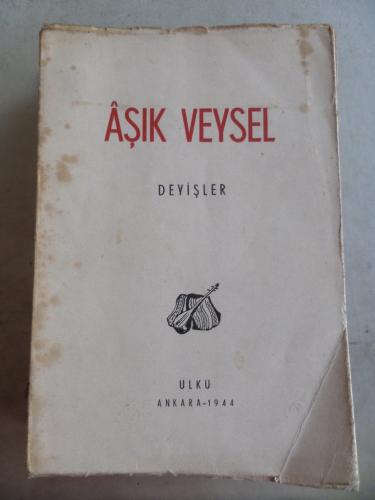 ÂŞIK VEYSEL
DEYİŞLER
ULKU
ANKARA-1944